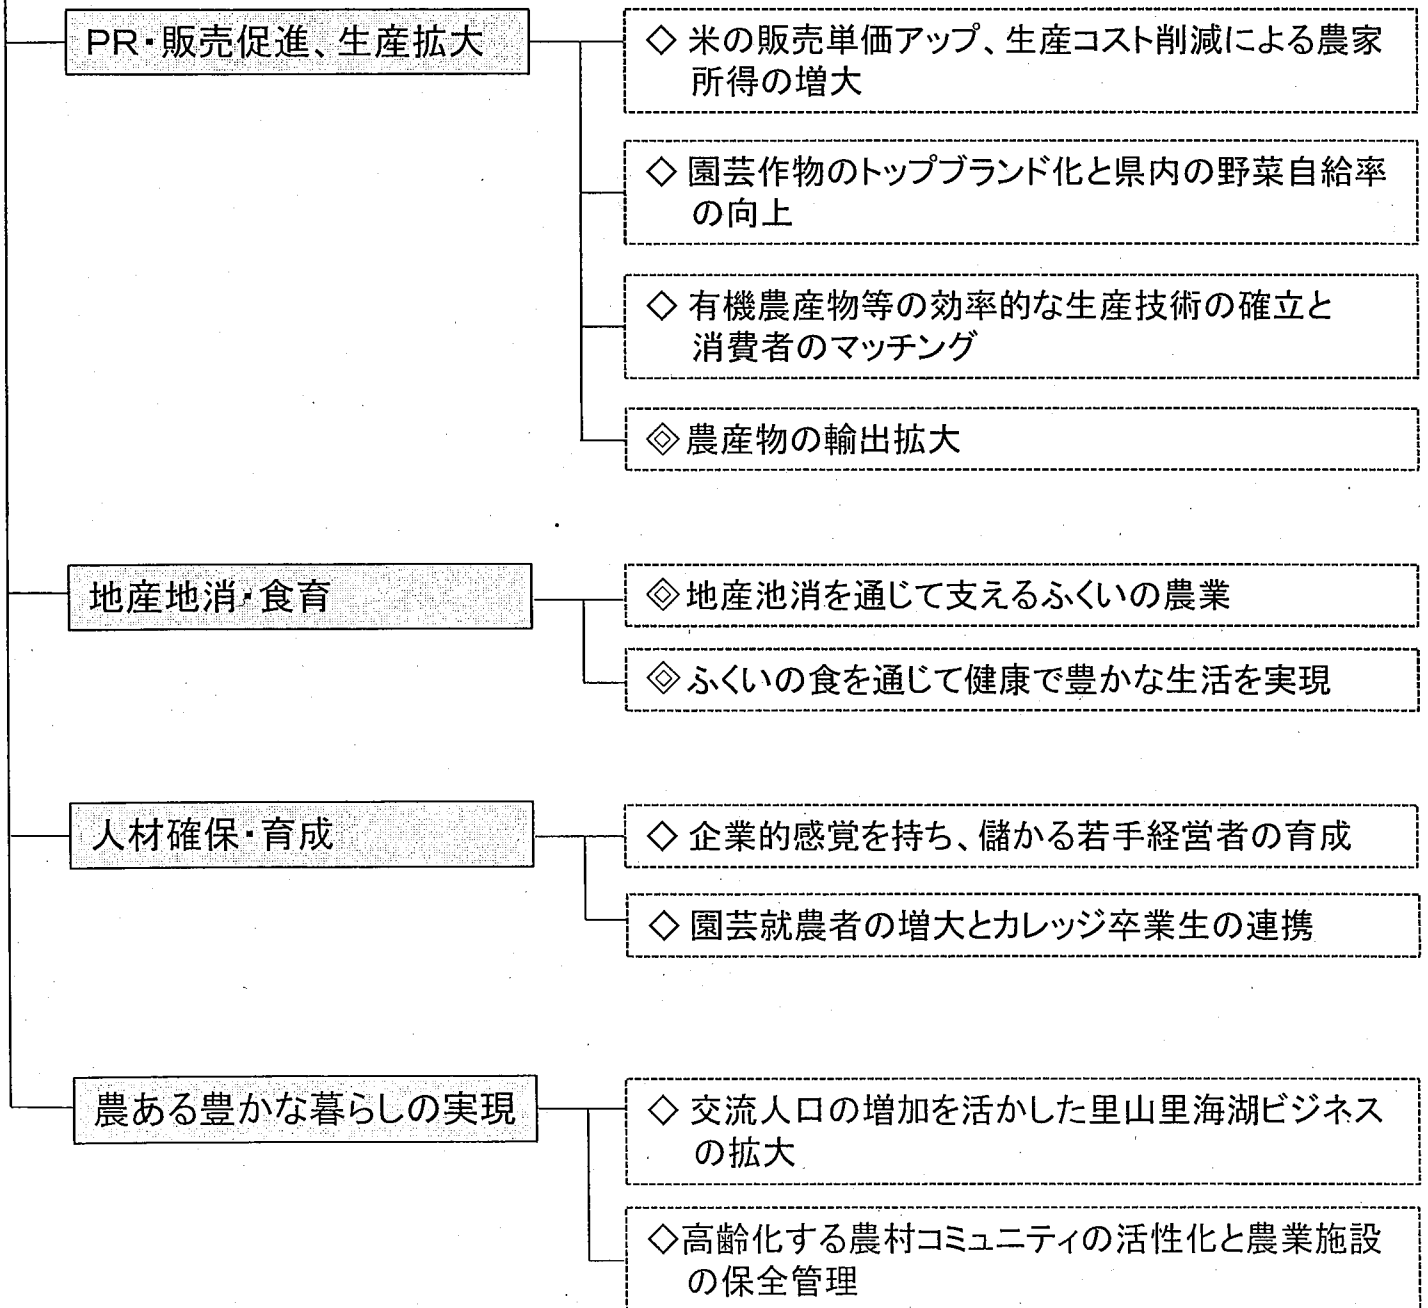 PR・販売促進、生産拡大
◇ 米の販売単価アップ、生産コスト削減による農家
所得の増大
◇ 園芸作物のトップブランド化と県内の野菜自給率
の向上
◇ 有機農産物等の効率的な生産技術の確立と
消費者のマッチング
◎農産物の輸出拡大
地産地消・食育
◎地産池消を通じて支えるふくいの農業
◎ふくいの食を通じて健康で豊かな生活を実現
人材確保・育成
◇ 企業的感覚を持ち、儲かる若手経営者の育成
◇ 園芸就農者の増大とカレッジ卒業生の連携
農ある豊かな暮らしの実現
◇ 交流人口の増加を活かした里山里海湖ビジネス
の拡大
◇高齢化する農村コミュニティの活性化と農業施設
の保全管理